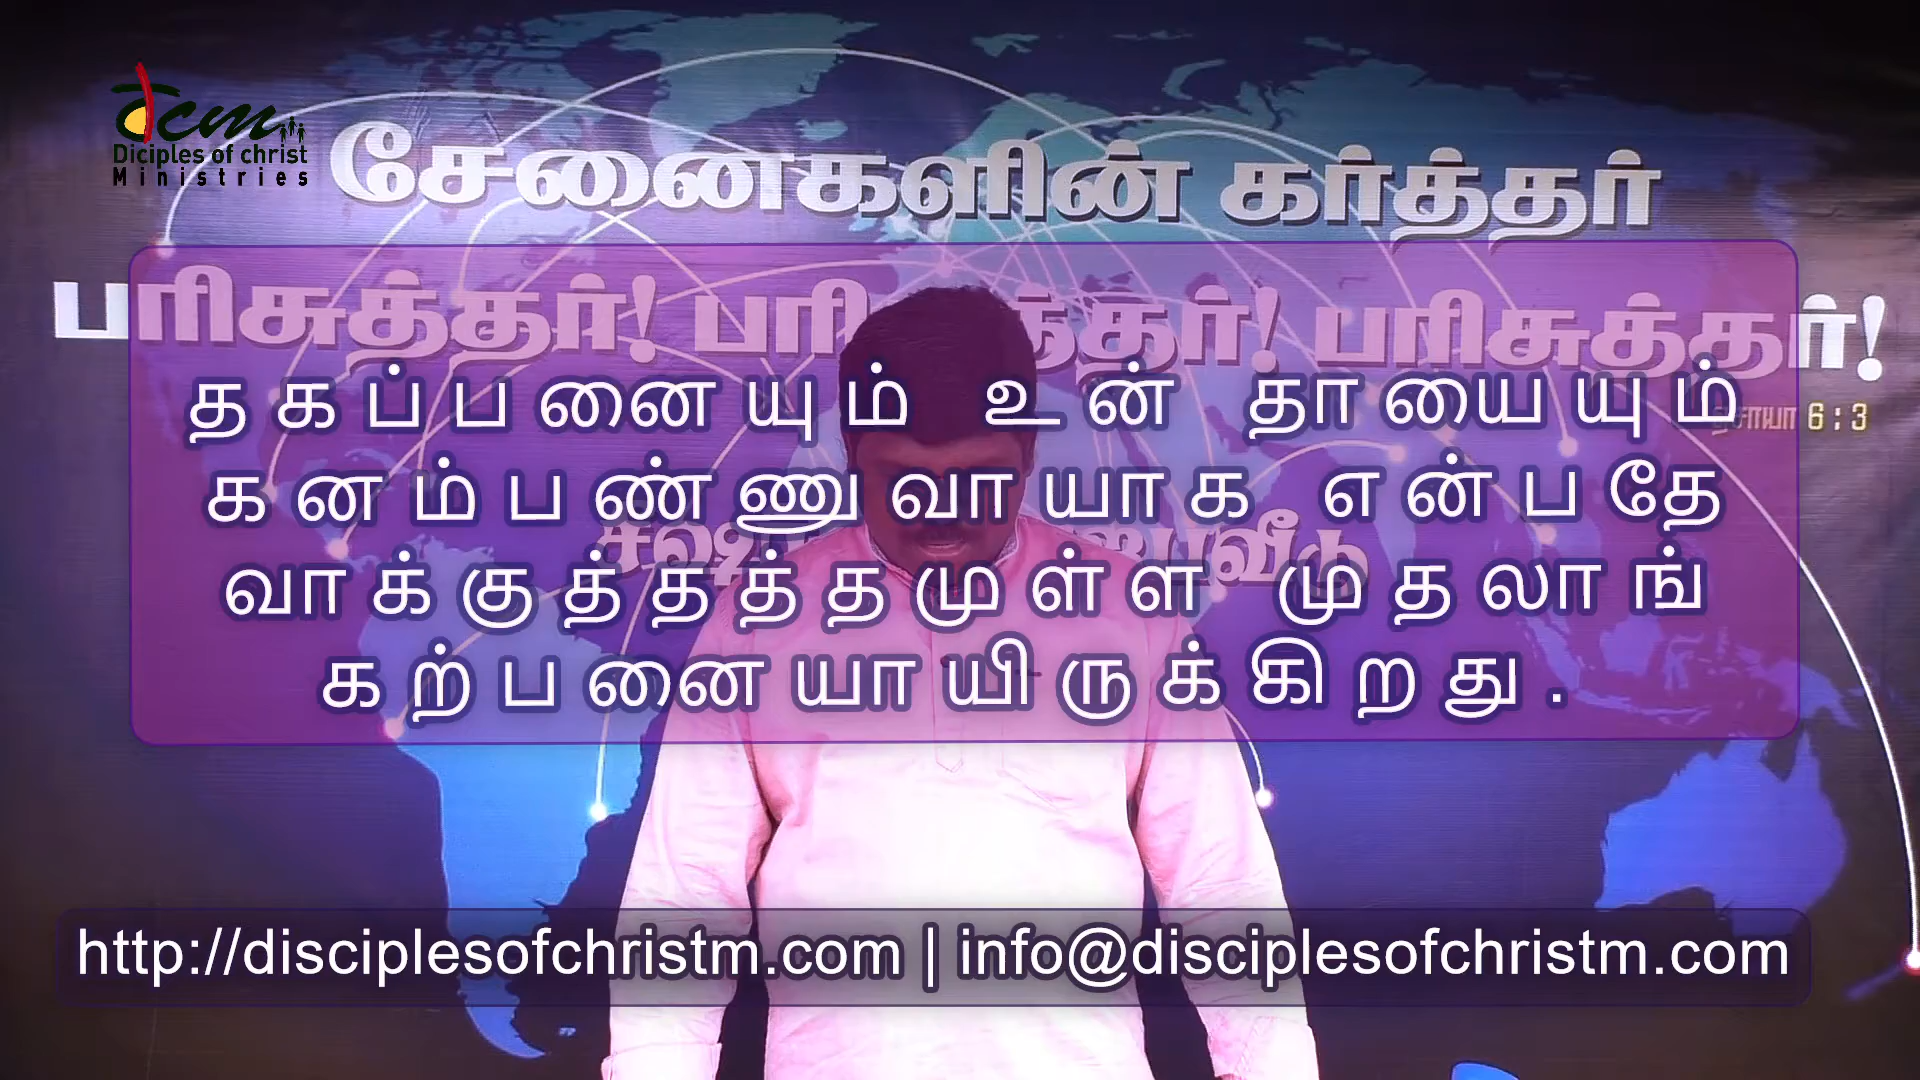 dcm
Diciples of christ
Ministries
சேனைகளின் கர்த்தர்
பரிசுத்தர்! பரிசுத்தர்! பரிசுத்தர்!
6 : 3
தகப்பனையும் உன் தாயையும்
கனம்பண்ணுவாயாக என்பதே
வாக்குத்தத்தமுள்ள முதலாங்
கற்பனையாயிருக்கிறது.
http://disciplesofchristm.com | info@disciplesofchristm.com